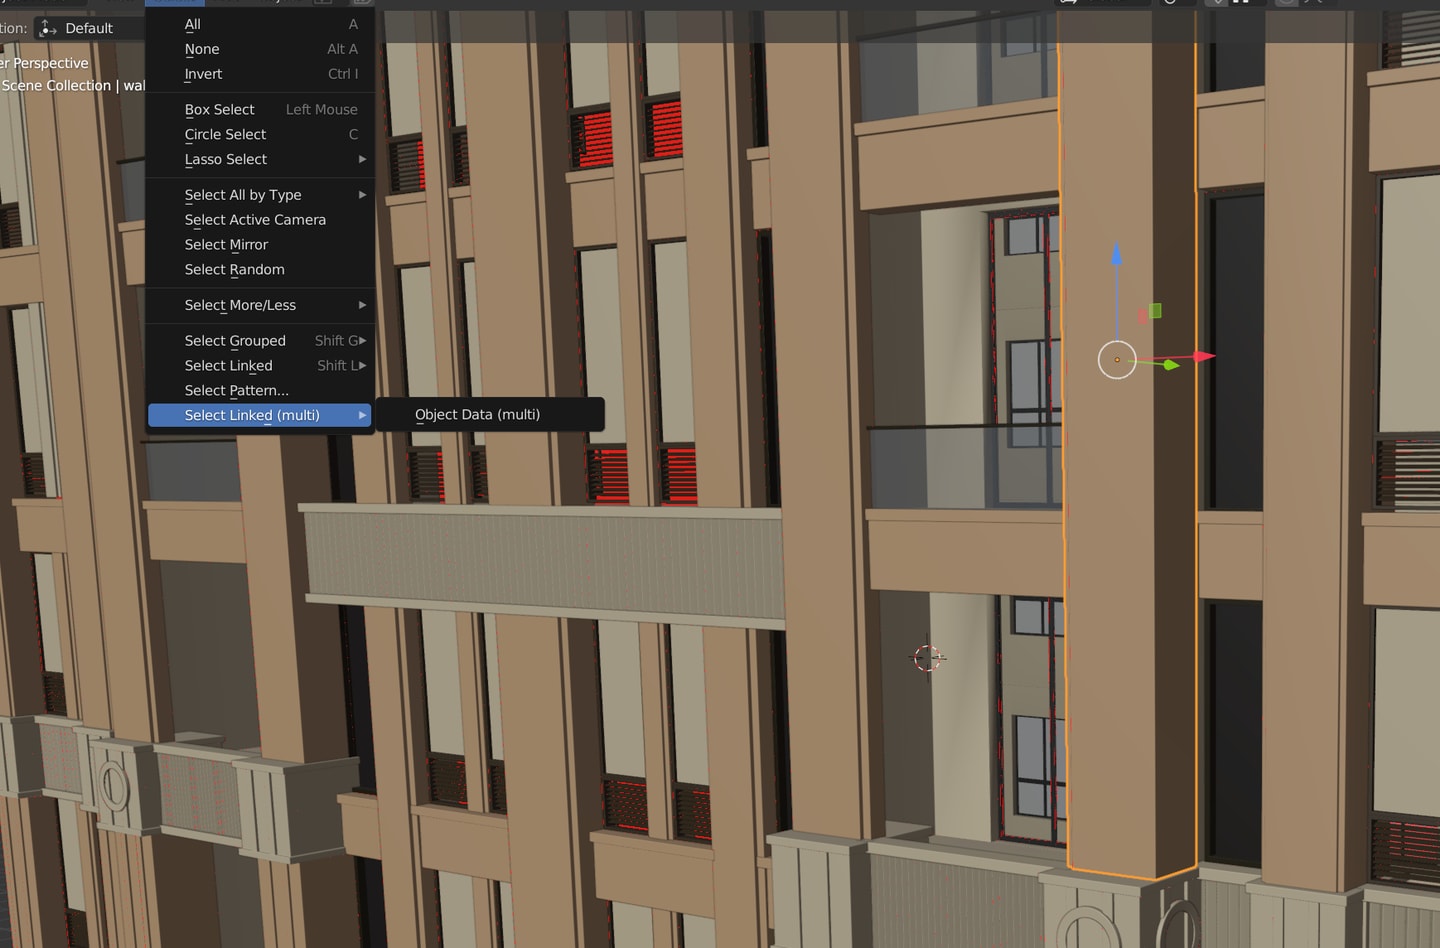 tion: Default
er Perspective
Scene Collection | wal
All A
None Alt A
Invert Ctrl I
Box Select Left Mouse
Circle Select C
Lasso Select
Select All by Type
Select Active Camera
Select Mirror
Select Random
Select More/Less
Select Grouped Shift G
Select Linked Shift L
Select Pattern...
Select Linked (multi)
Object Data (multi)